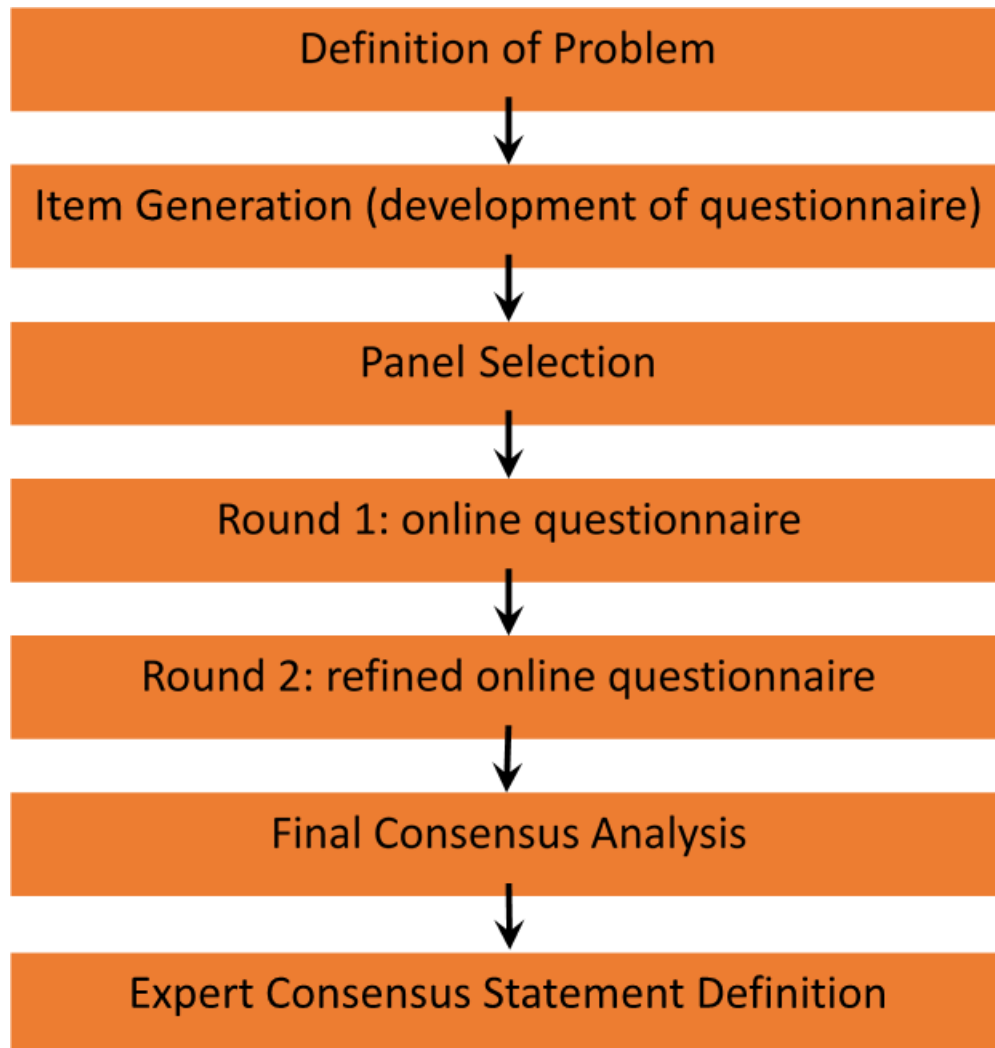 Definition of Problem
Item Generation (development of questionnaire)
Panel Selection
Round 1: online questionnaire
Round 2: refined online questionnaire
Final Consensus Analysis
Expert Consensus Statement Definition